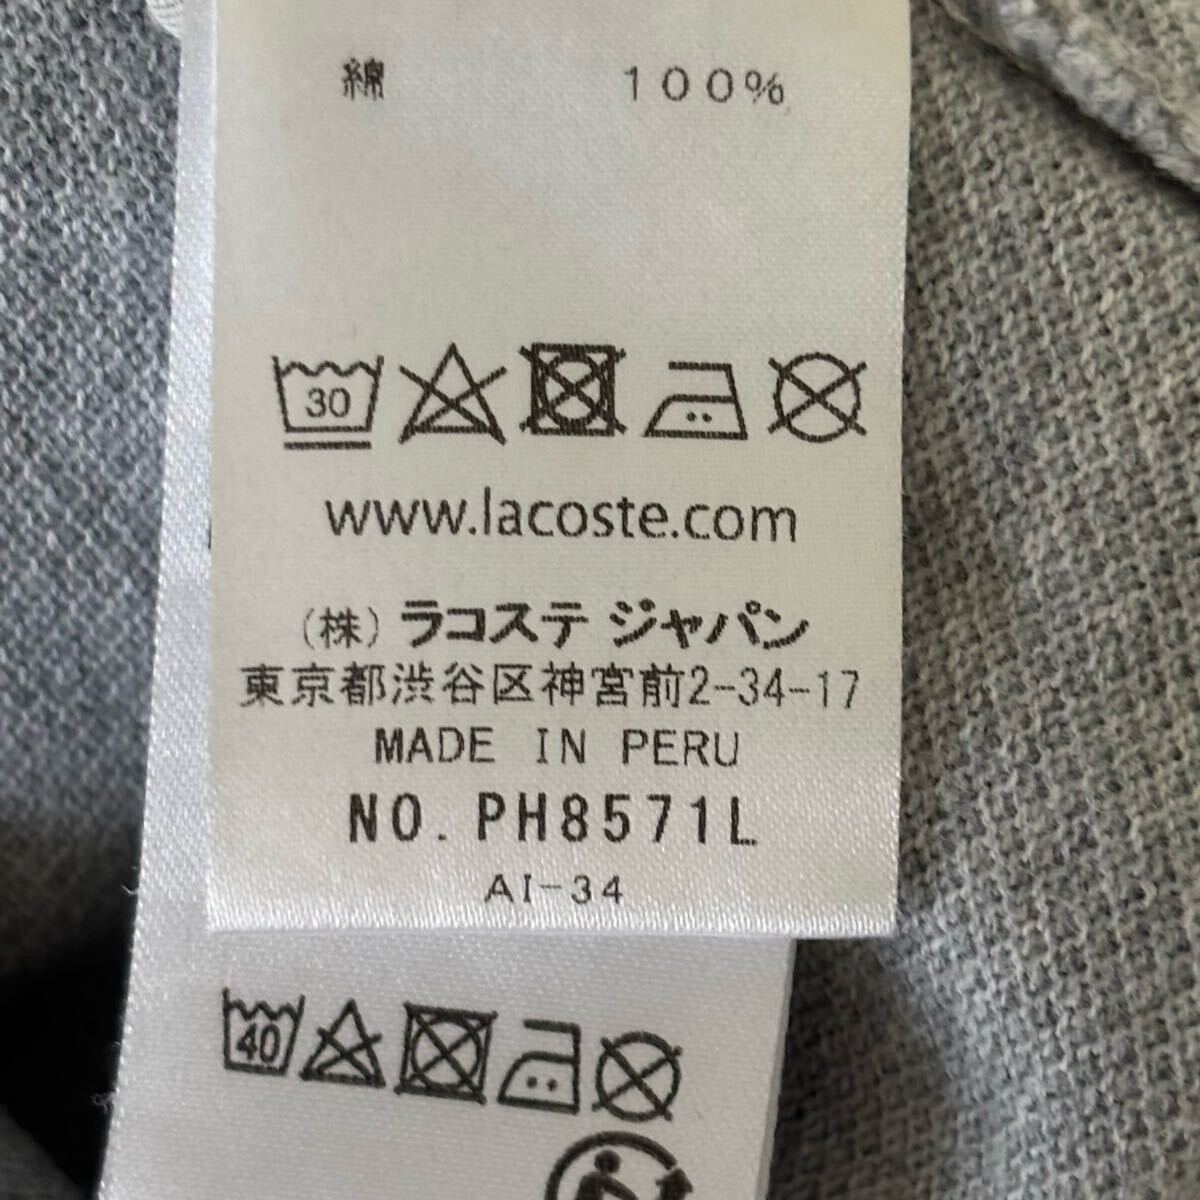 綿 100%
30
www.lacoste.com
(株) ラコステ ジャパン
東京都渋谷区神宮前2-34-17
MADE IN PERU
NO. PH8571L
AI-34
40